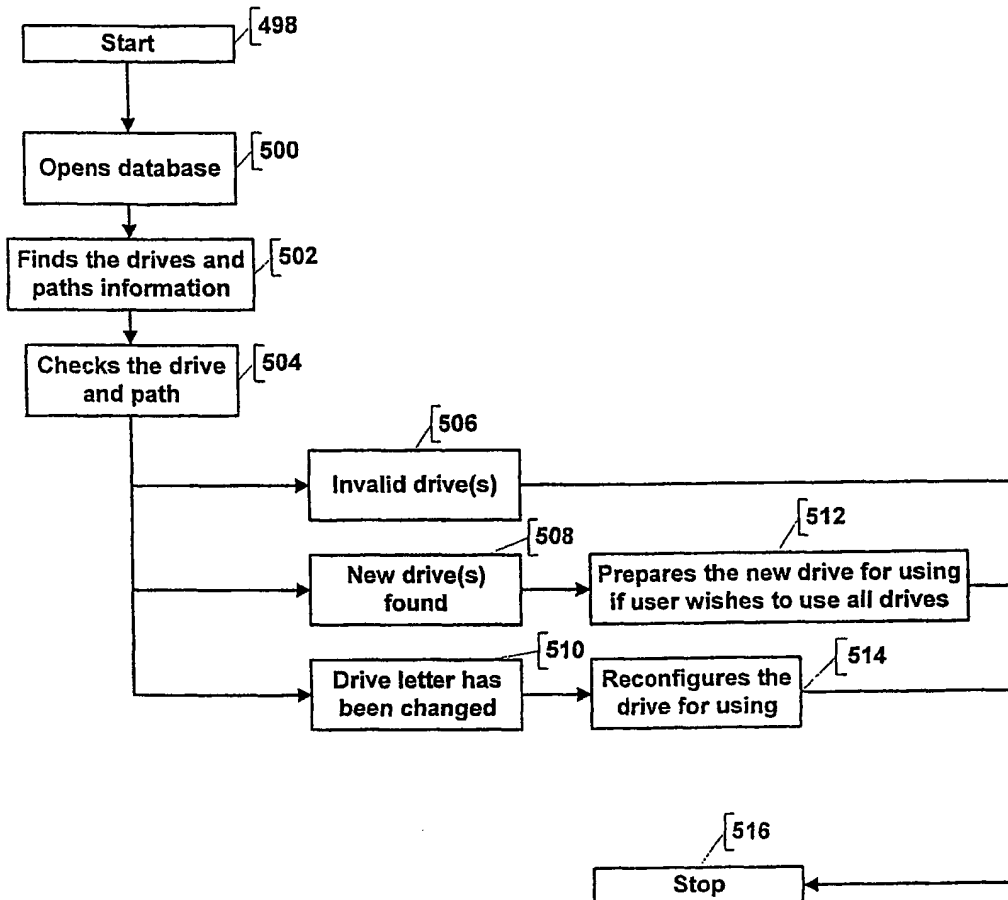 Start
498
Opens database
500
Finds the drives and
paths information
502
Checks the drive
and path
504
Invalid drive(s)
506
New drive(s)
found
508
Prepares the new drive for using
if user wishes to use all drives
512
Drive letter has
been changed
510
Reconfigures the
drive for using
514
Stop
516